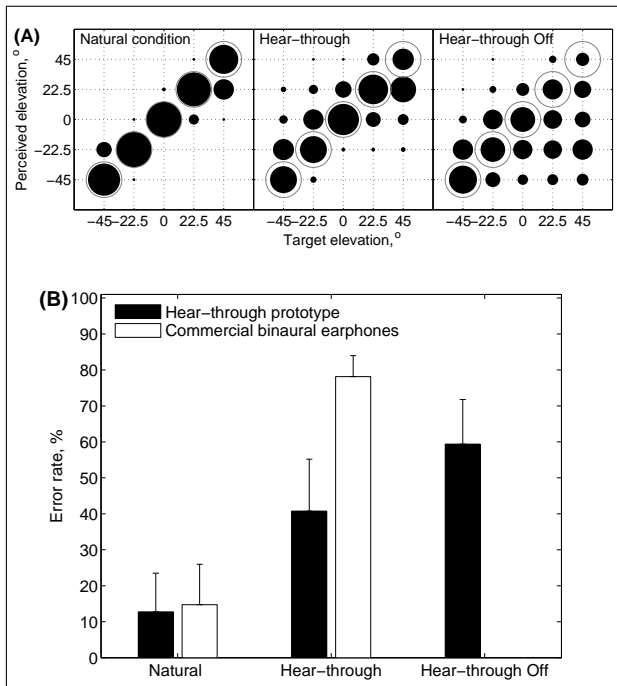 (A)
Natural condition
Hear−through
Hear−through Off
Perceived elevation, °
45
22.5
0
−22.5
−45
−45 −22.5 0 22.5 45
−45 −22.5 0 22.5 45
−45 −22.5 0 22.5 45
Target elevation, °
(B)
Hear−through prototype
Commercial binaural earphones
Error rate, %
100
90
80
70
60
50
40
30
20
10
0
Natural
Hear−through
Hear−through Off